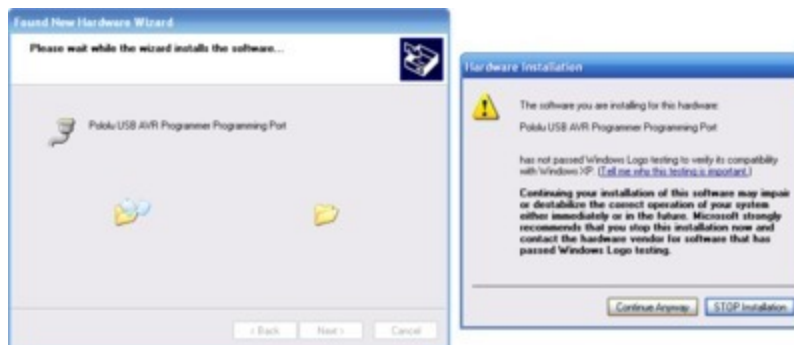 Found New Hardware Wizard
Please wait while the wizard installs the software...
Pololu USB AVR Programmer Programming Port
< Back
Next >
Cancel
Hardware Installation
The software you are installing for this hardware:
Pololu USB AVR Programmer Programming Port
has not passed Windows Logo testing to verify its compatibility
with Windows XP. (Tell me why this testing is important.)
Continuing your installation of this software may impair
or destabilize the correct operation of your system
either immediately or in the future. Microsoft strongly
recommends that you stop this installation now and
contact the hardware vendor for software that has
passed Windows Logo testing.
Continue Anyway
STOP Installation